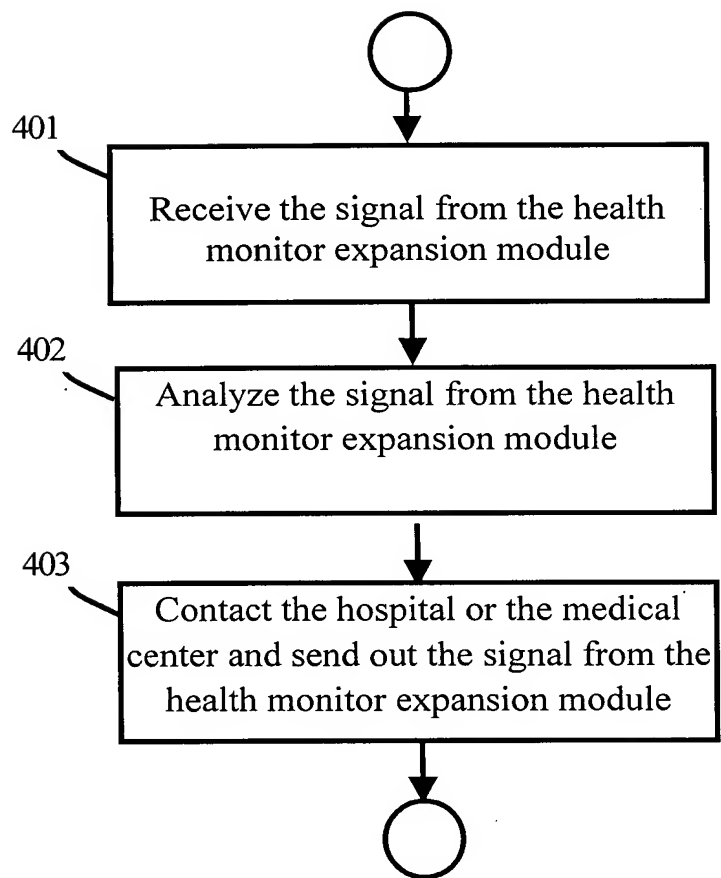 401
Receive the signal from the health
monitor expansion module
402
Analyze the signal from the health
monitor expansion module
403
Contact the hospital or the medical
center and send out the signal from the
health monitor expansion module